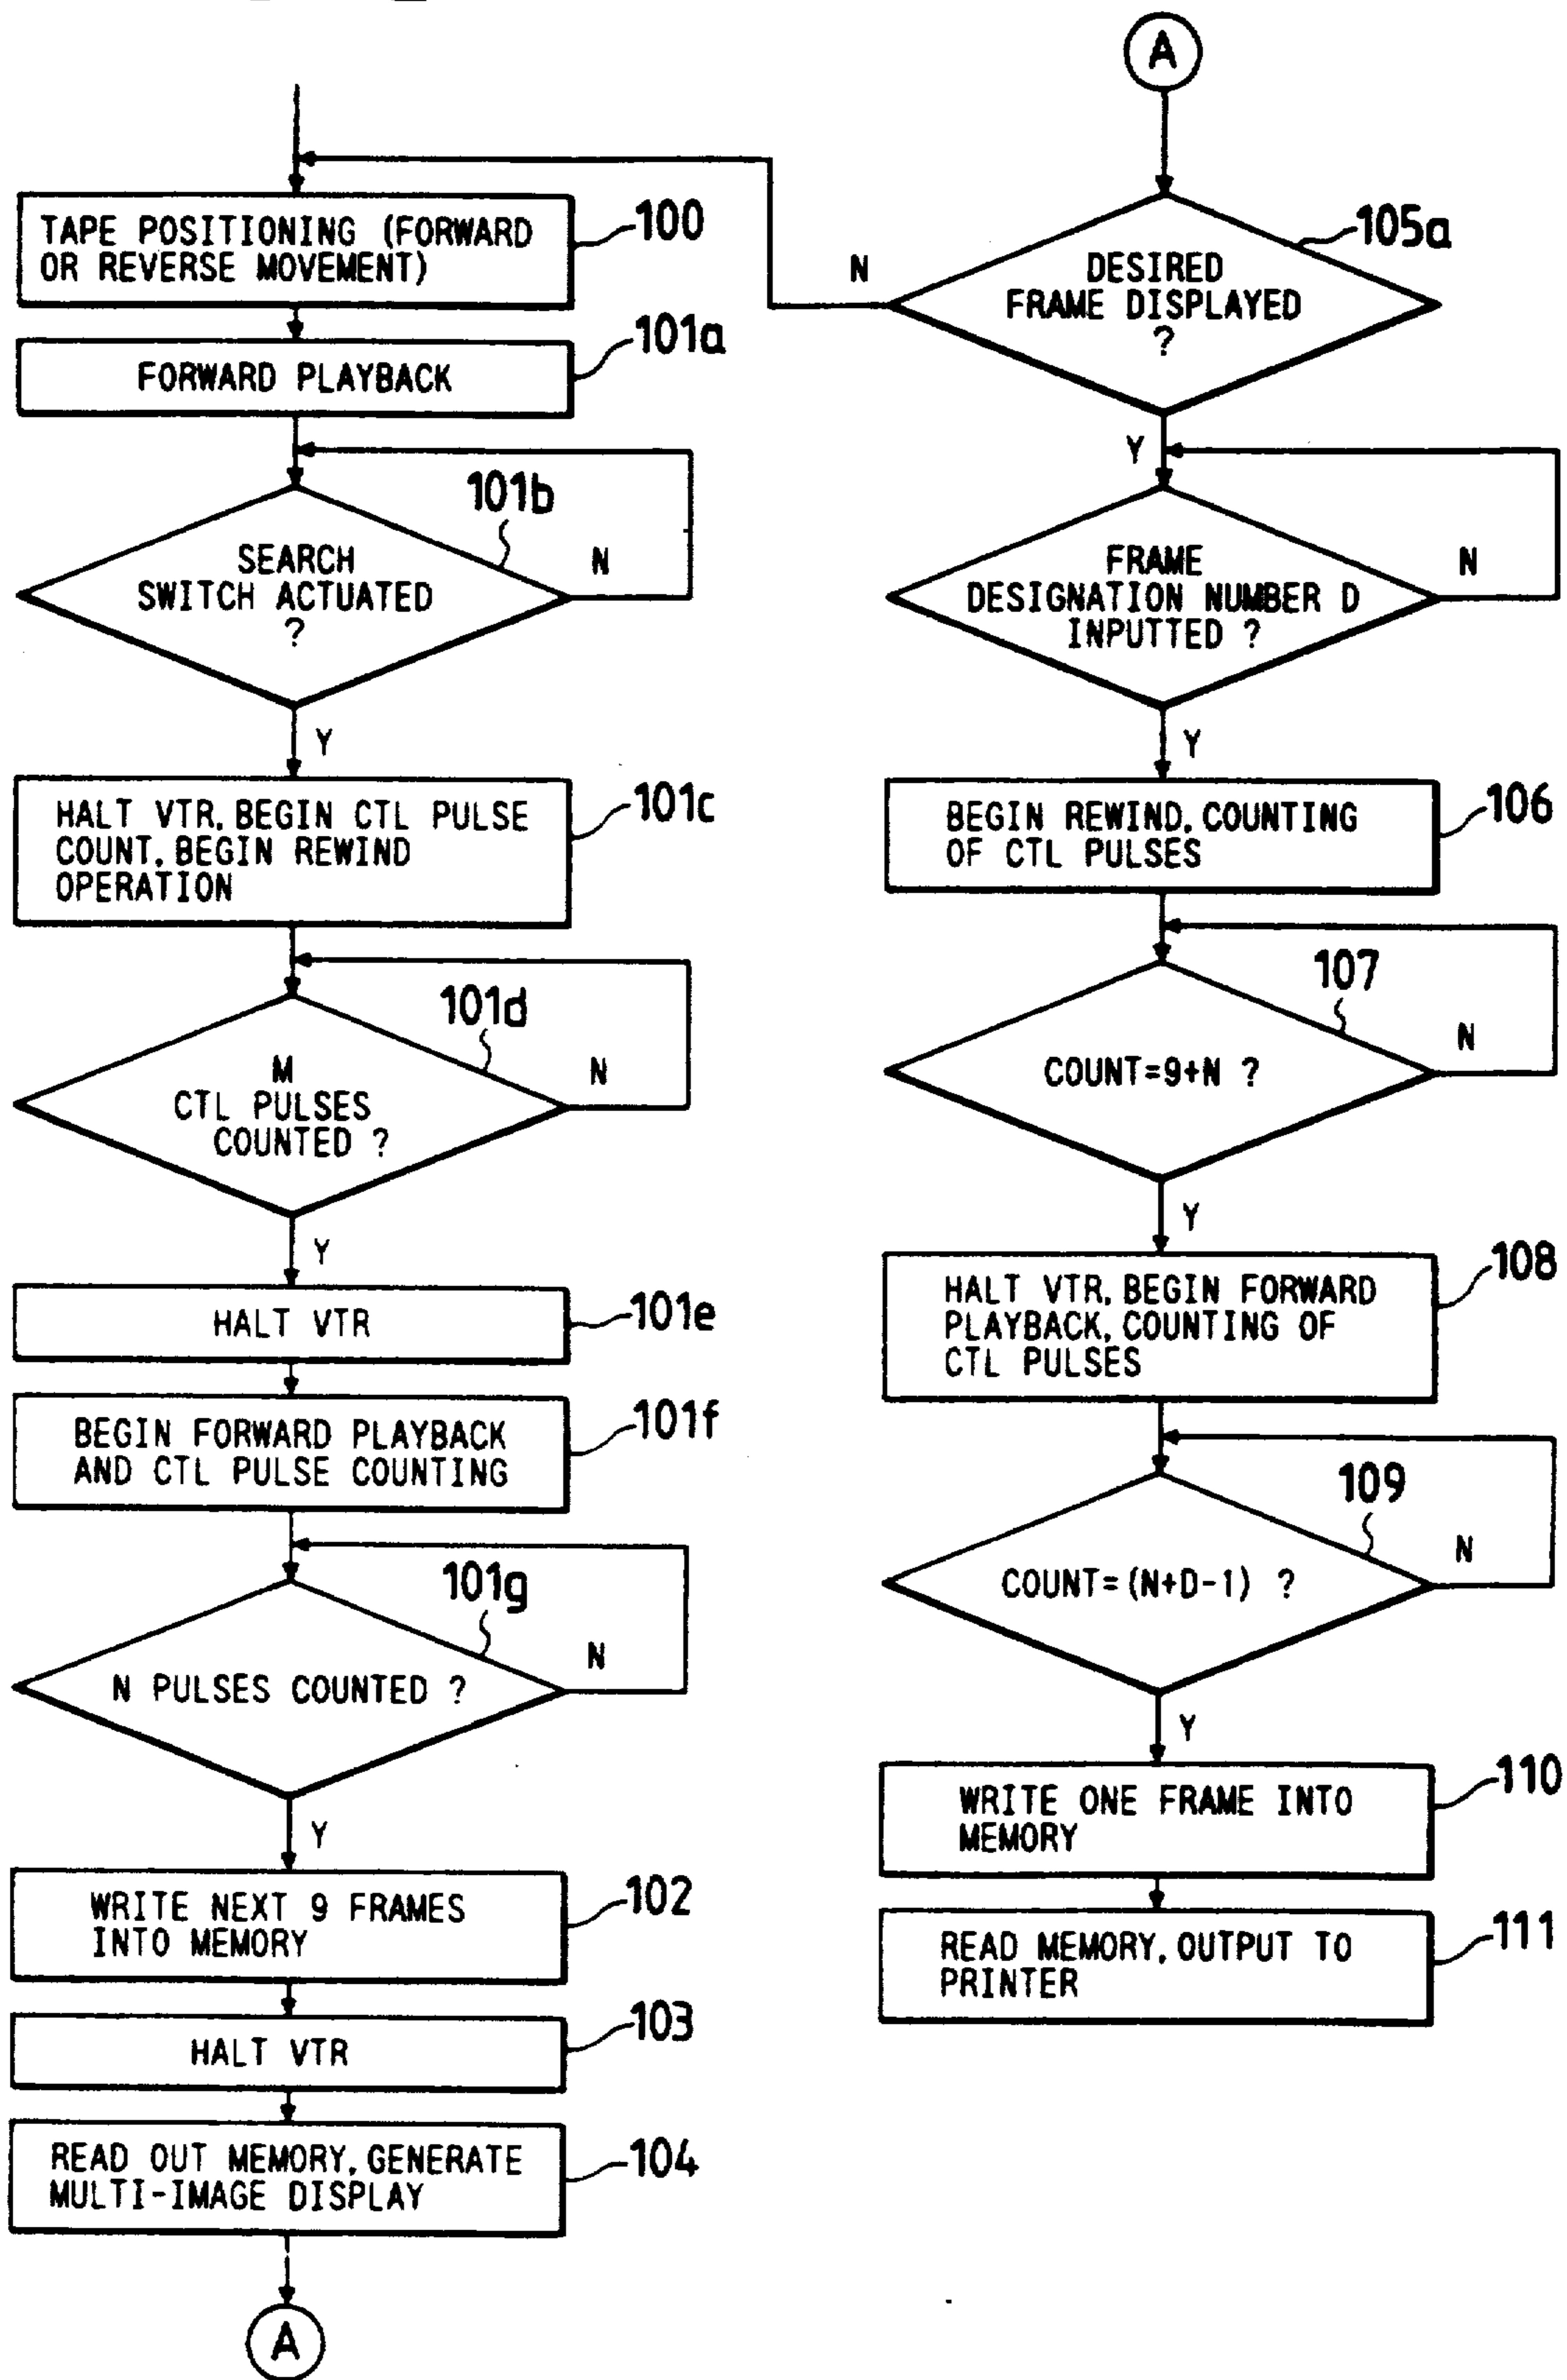 TAPE POSITIONING (FORWARD
OR REVERSE MOVEMENT)
100
FORWARD PLAYBACK
101a
101b
SEARCH
SWITCH ACTUATED
?
N
Y
HALT VTR, BEGIN CTL PULSE
COUNT, BEGIN REWIND
OPERATION
101c
101d
M
CTL PULSES
COUNTED ?
N
Y
HALT VTR
101e
BEGIN FORWARD PLAYBACK
AND CTL PULSE COUNTING
101f
101g
N PULSES COUNTED ?
N
Y
WRITE NEXT 9 FRAMES
INTO MEMORY
102
HALT VTR
103
READ OUT MEMORY, GENERATE
MULTI-IMAGE DISPLAY
104
A
A
105a
DESIRED
FRAME DISPLAYED
?
N
Y
FRAME
DESIGNATION NUMBER D
INPUTTED ?
N
Y
BEGIN REWIND, COUNTING
OF CTL PULSES
106
107
COUNT=9+N ?
N
Y
HALT VTR, BEGIN FORWARD
PLAYBACK, COUNTING OF
CTL PULSES
108
109
COUNT=(N+D-1) ?
N
Y
WRITE ONE FRAME INTO
MEMORY
110
READ MEMORY, OUTPUT TO
PRINTER
111